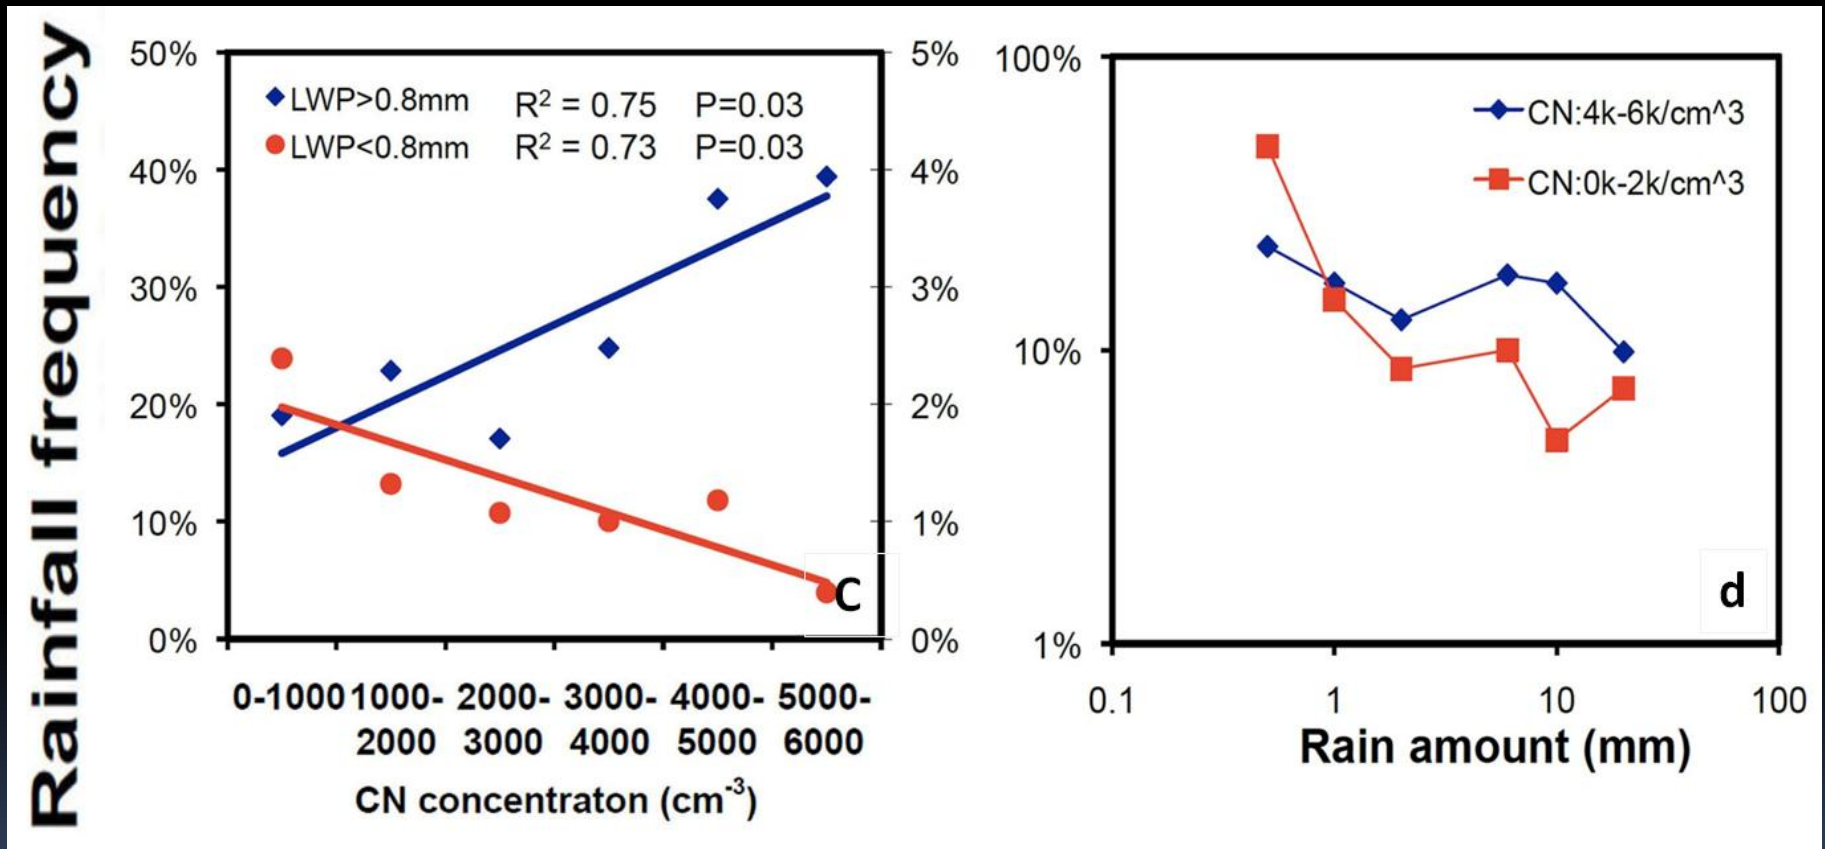 Rainfall frequency
50%
40%
30%
20%
10%
0%
LWP>0.8mm R² = 0.75 P=0.03
LWP<0.8mm R² = 0.73 P=0.03
5%
4%
3%
2%
1%
0%
C
0-1000 1000- 2000- 3000- 4000- 5000-
2000 3000 4000 5000 6000
CN concentraton (cm⁻³)
100%
10%
1%
CN:4k-6k/cm^3
CN:0k-2k/cm^3
d
0.1 1 10 100
Rain amount (mm)